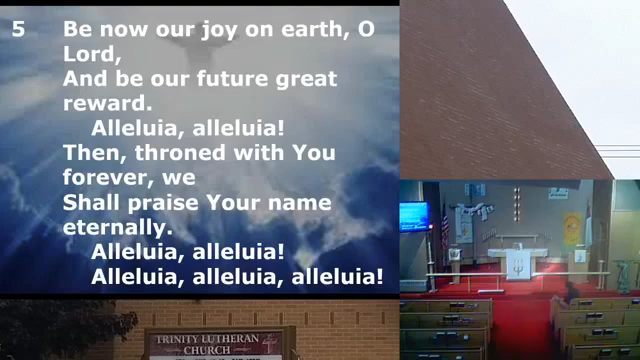 5 Be now our joy on earth, O
Lord,
And be our future great
reward.
Alleluia, alleluia!
Then, throned with You
forever, we
Shall praise Your name
eternally.
Alleluia, alleluia!
Alleluia, alleluia, alleluia!
TRINITY LUTHERAN
CHURCH